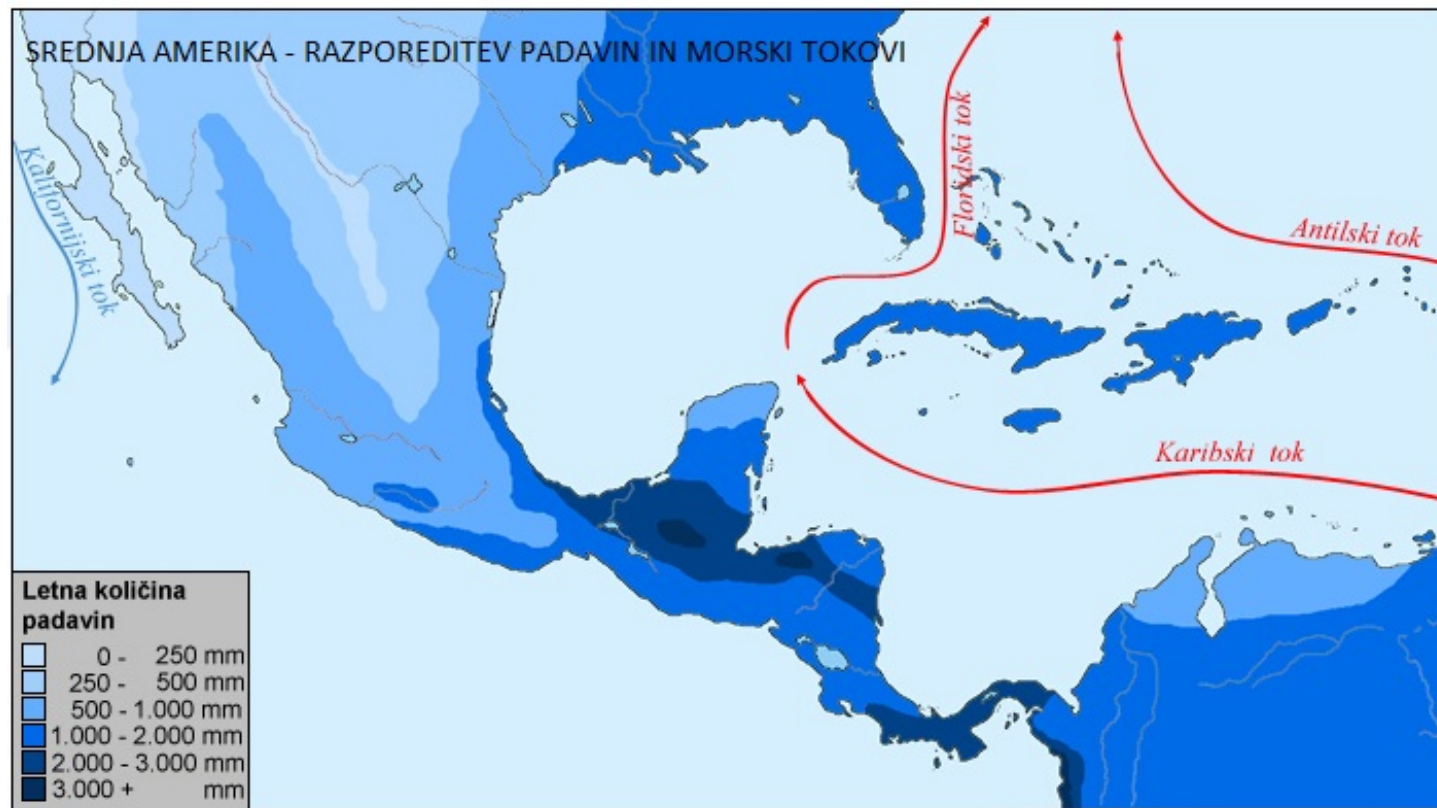 SREDNJA AMERIKA - RAZPOREDITEV PADAVIN IN MORSKI TOKOVI
Kalifornijski tok
Floridski tok
Antilski tok
Karibski tok
Letna količina
padavin
0 - 250 mm
250 - 500 mm
500 - 1.000 mm
1.000 - 2.000 mm
2.000 - 3.000 mm
3.000 + mm